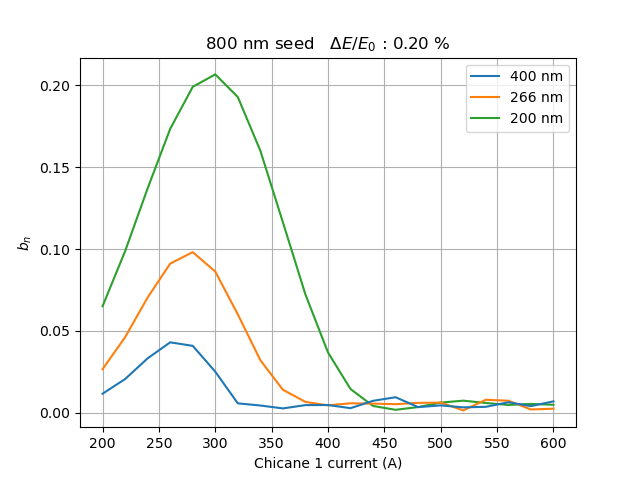 800 nm seed   ΔE/E₀ : 0.20 %
400 nm
266 nm
200 nm
0.20
0.15
0.10
0.05
0.00
bₙ
200 250 300 350 400 450 500 550 600
Chicane 1 current (A)